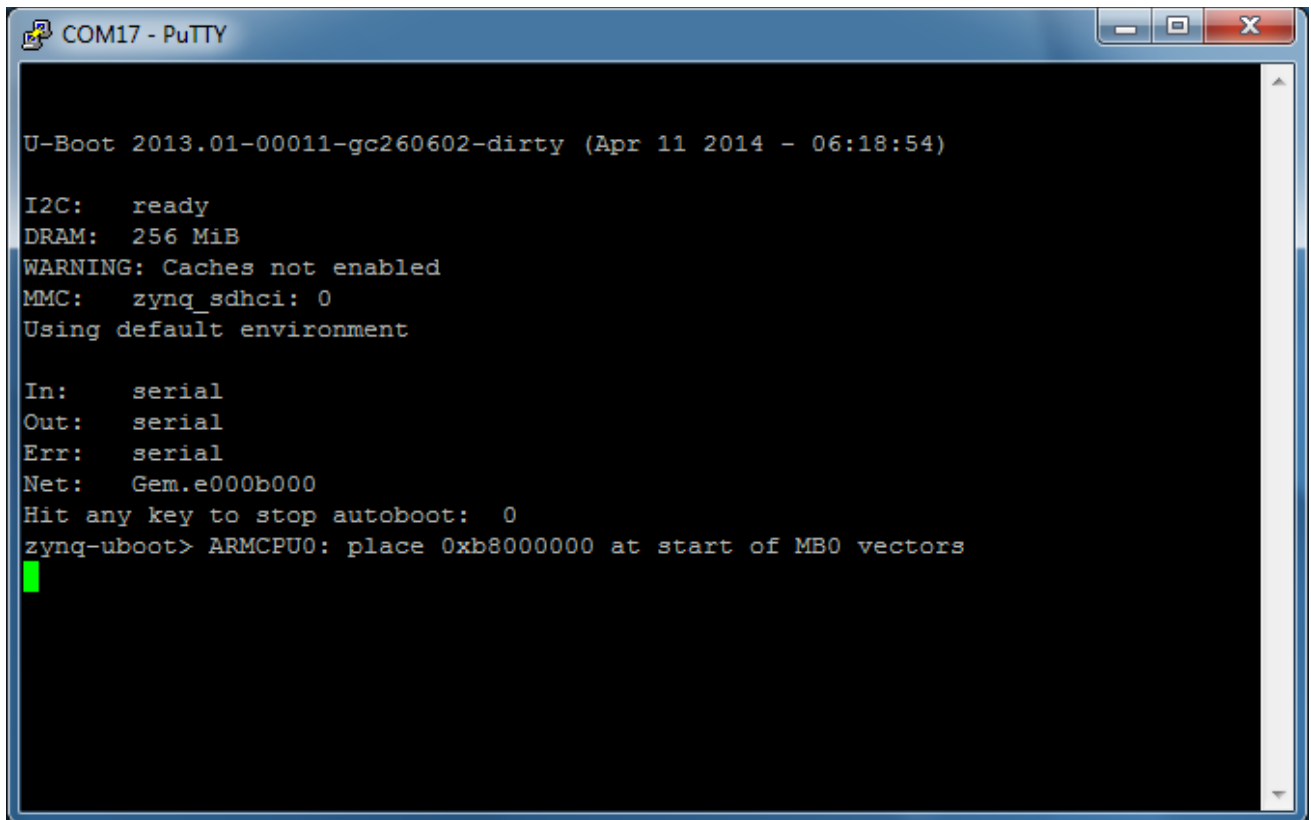 COM17 - PuTTY
U-Boot 2013.01-00011-gc260602-dirty (Apr 11 2014 - 06:18:54)
I2C:   ready
DRAM:  256 MiB
WARNING: Caches not enabled
MMC:   zynq_sdhci: 0
Using default environment
In:    serial
Out:   serial
Err:   serial
Net:   Gem.e000b000
Hit any key to stop autoboot:  0
zynq-uboot> ARMCPU0: place 0xb8000000 at start of MB0 vectors